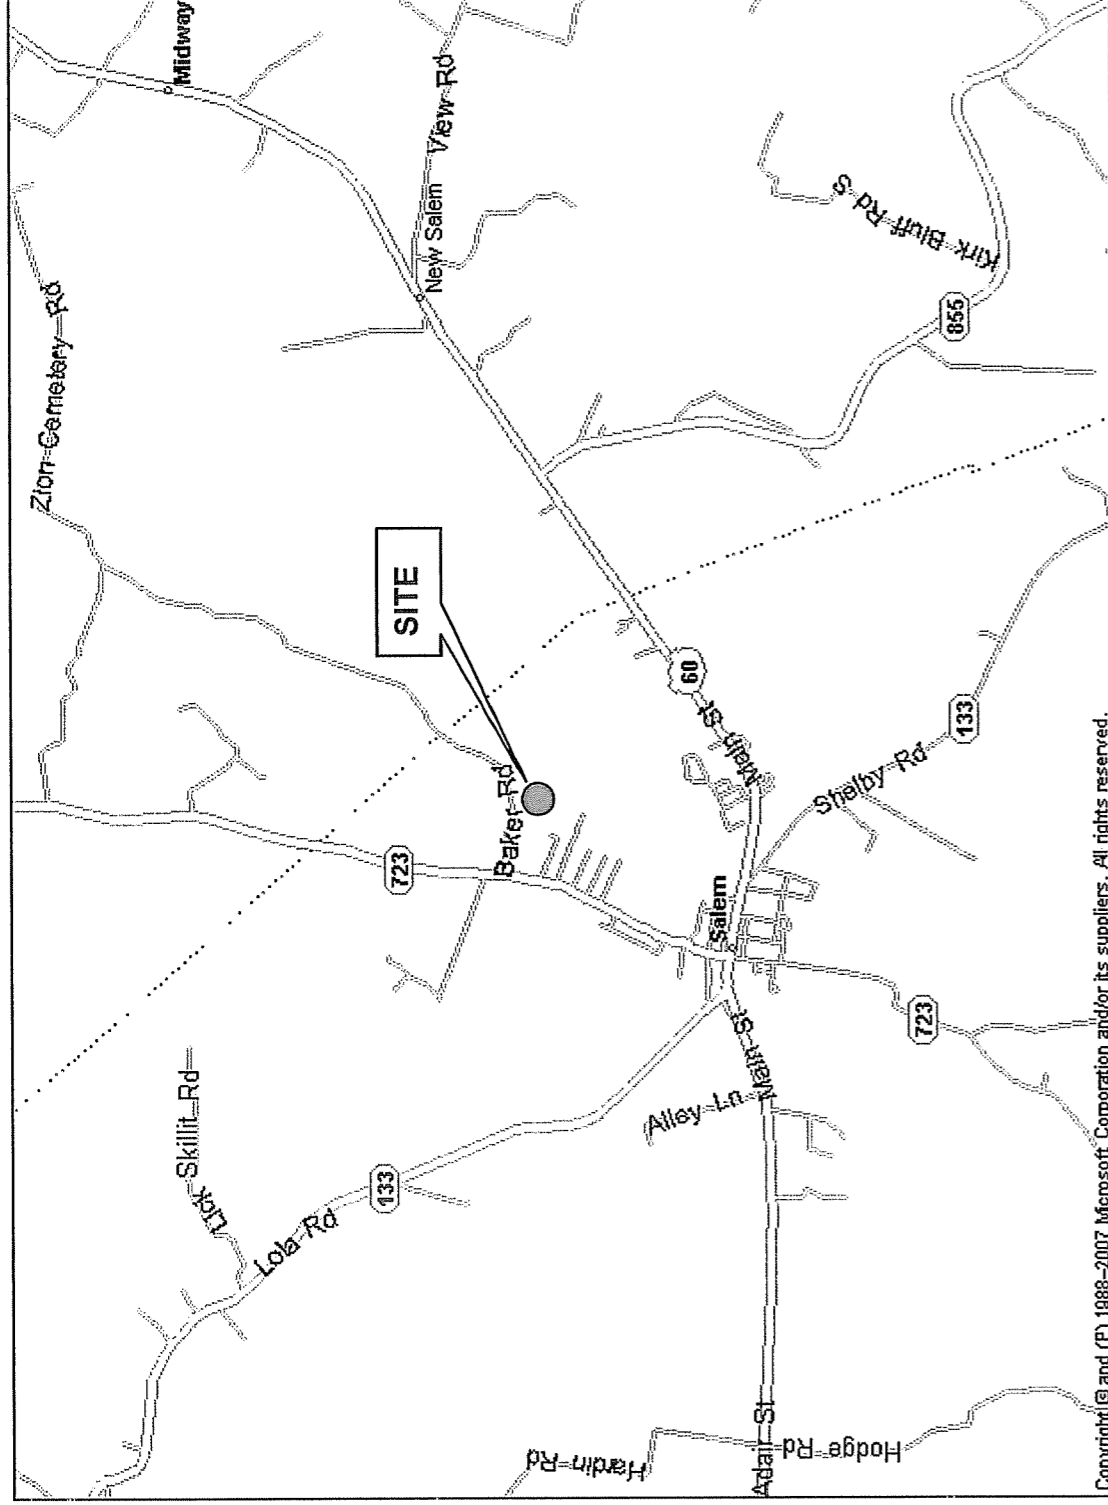 Zion Cemetery Rd
Midway
Lick Skillit Rd
Lola Rd
133
723
SITE
New Salem
View Rd
Baker Rd
Hardin Rd
Alley Ln
60
Main St
Salem
Main St
Adair St
Hodge Rd
Shelby Rd
Kirk Bluff Rd S
723
133
855
Copyright © and (P) 1988–2007 Microsoft Corporation and/or its suppliers. All rights reserved.